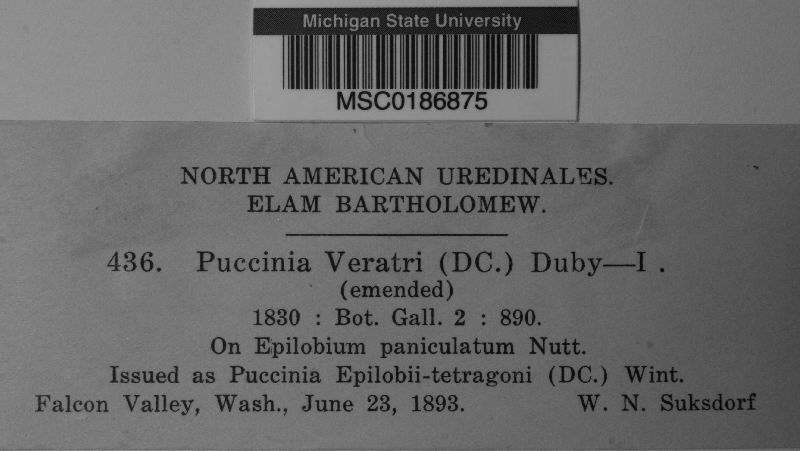 Michigan State University
MSC0186875
NORTH AMERICAN UREDINALES.
ELAM BARTHOLOMEW.
436. Puccinia Veratri (DC.) Duby—I .
(emended)
1830 : Bot. Gall. 2 : 890.
On Epilobium paniculatum Nutt.
Issued as Puccinia Epilobii-tetragoni (DC.) Wint.
Falcon Valley, Wash., June 23, 1893. W. N. Suksdorf